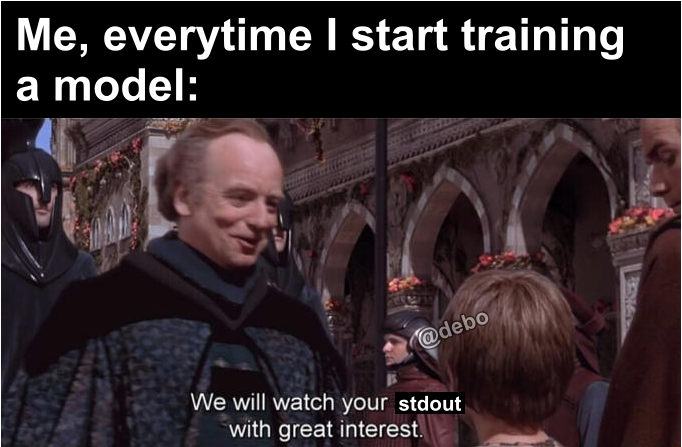 Me, everytime I start training
a model:
@debo
We will watch your stdout
with great interest.